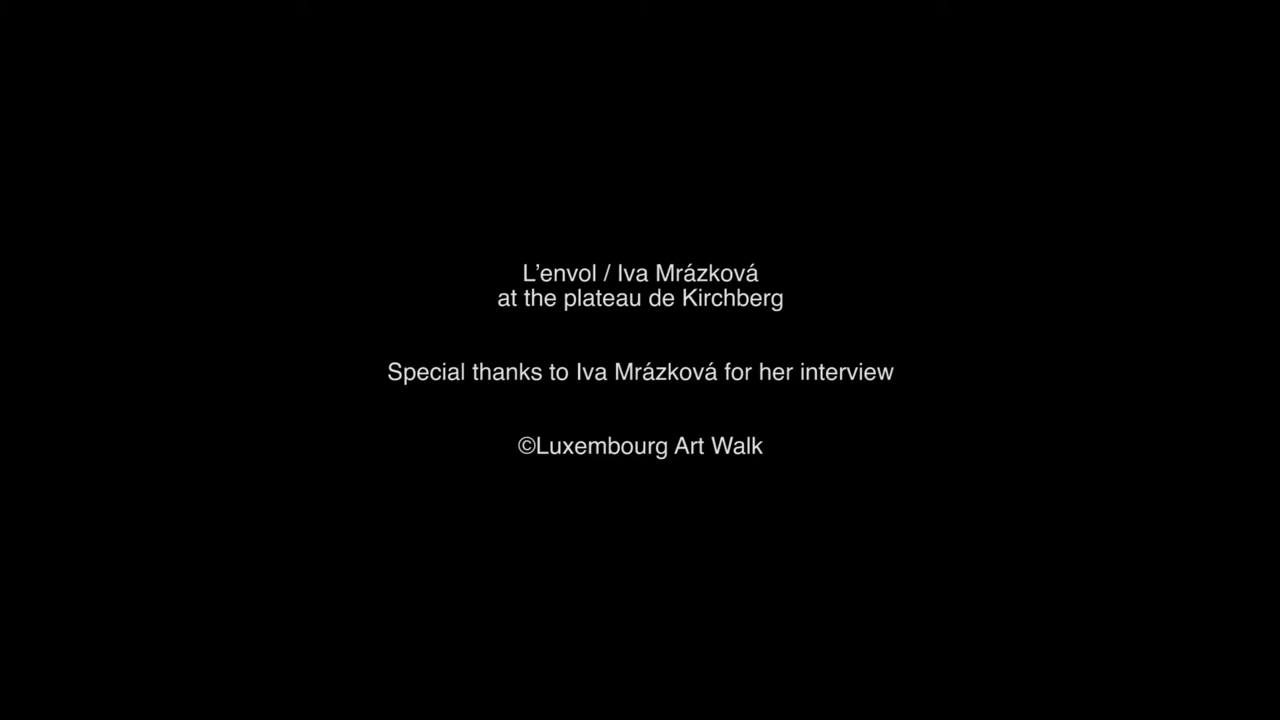 L’envol / Iva Mrázková
at the plateau de Kirchberg
Special thanks to Iva Mrázková for her interview
©Luxembourg Art Walk